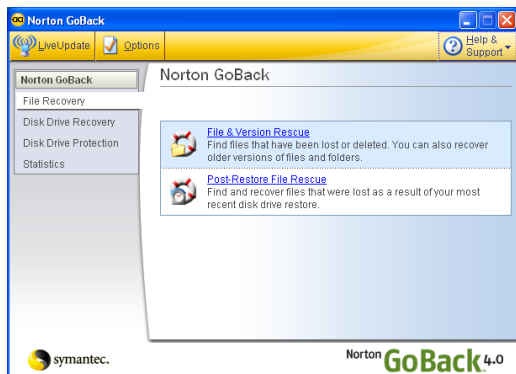 Norton GoBack
LiveUpdate
Options
Help &
Support
Norton GoBack
File Recovery
Disk Drive Recovery
Disk Drive Protection
Statistics
Norton GoBack
File & Version Rescue
Find files that have been lost or deleted. You can also recover
older versions of files and folders.
Post-Restore File Rescue
Find and recover files that were lost as a result of your most
recent disk drive restore.
symantec.
Norton GoBack 4.0